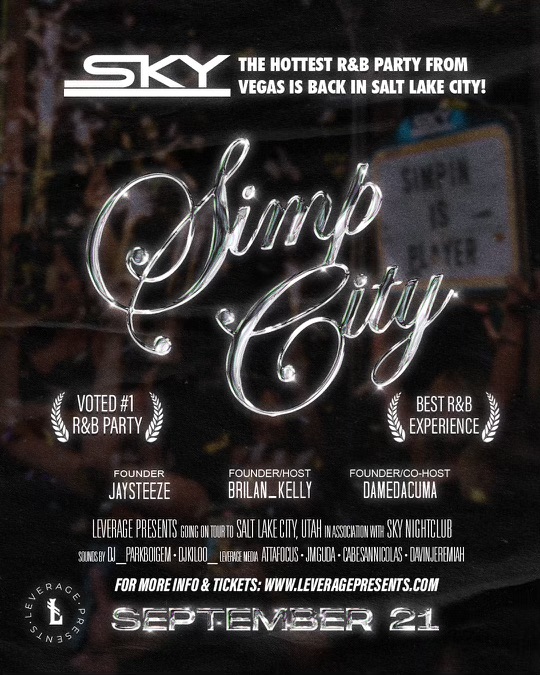 SKY
THE HOTTEST R&B PARTY FROM
VEGAS IS BACK IN SALT LAKE CITY!
SKY
SIMPIN
IS
PLAYER
Simp
City
VOTED #1
R&B PARTY
BEST R&B
EXPERIENCE
FOUNDER
JAYSTEEZE
FOUNDER/HOST
BRILAN_KELLY
FOUNDER/CO-HOST
DAMEDACUMA
LEVERAGE PRESENTS GOING ON TOUR TO SALT LAKE CITY, UTAH IN ASSOCIATION WITH SKY NIGHTCLUB
SOUNDS BY DJ__PARKBOIGEM • DJKILOO__ LEVERAGE MEDIA ATTAFOCUS • JMGUDA • CABESANNICOLAS • DAVINJEREMIAH
FOR MORE INFO & TICKETS: WWW.LEVERAGEPRESENTS.COM
LEVERAGE • PRESENTS •
SEPTEMBER 21